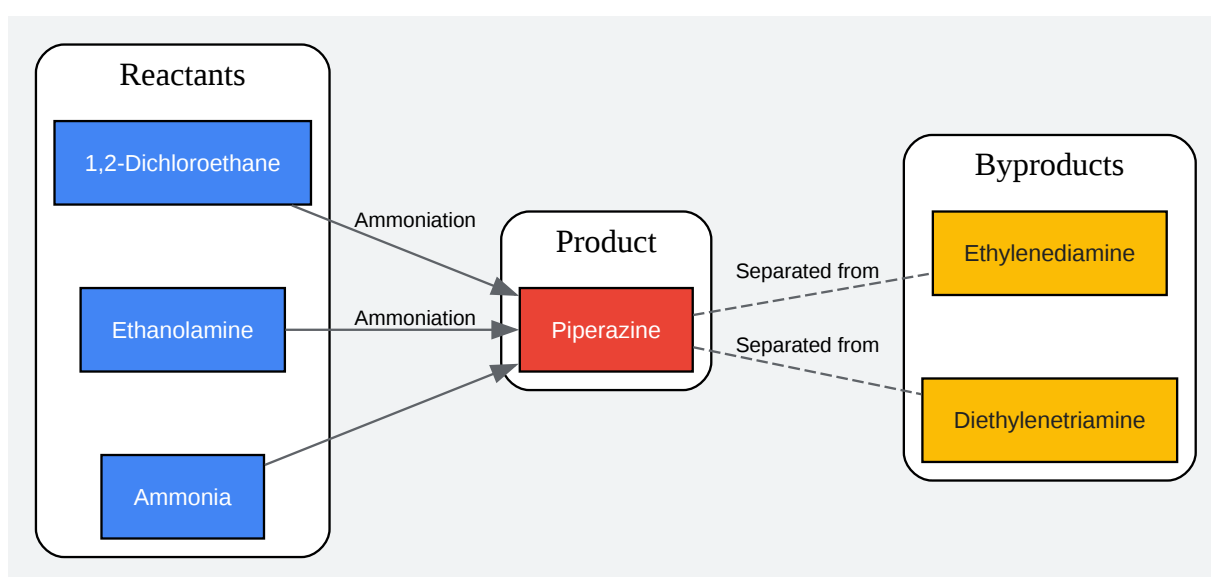 Reactants
1,2-Dichloroethane
Ethanolamine
Ammonia
Ammoniation
Ammoniation
Product
Piperazine
Separated from
Separated from
Byproducts
Ethylenediamine
Diethylenetriamine